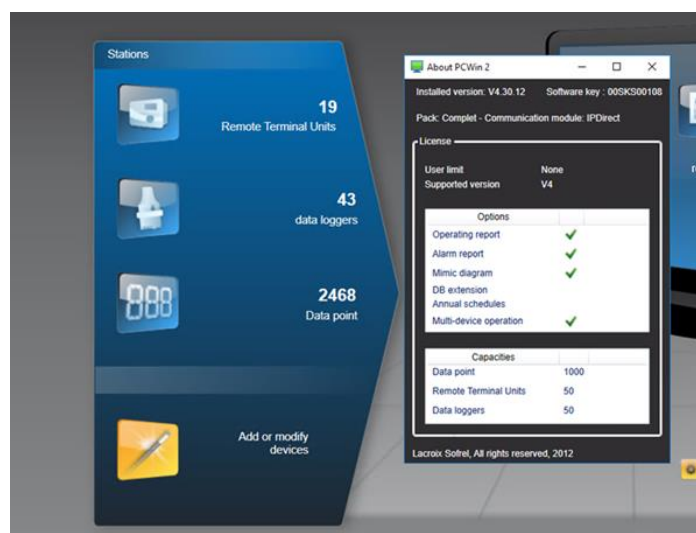 Stations
19
Remote Terminal Units
43
data loggers
2468
Data point
Add or modify
devices
About PCWin 2
Installed version: V4.30.12 Software key : 00SKS00108
Pack: Complet - Communication module: IPDirect
License
User limit None
Supported version V4
Options
Operating report
Alarm report
Mimic diagram
DB extension
Annual schedules
Multi-device operation
Capacities
Data point 1000
Remote Terminal Units 50
Data loggers 50
Lacroix Sofrel, All rights reserved, 2012